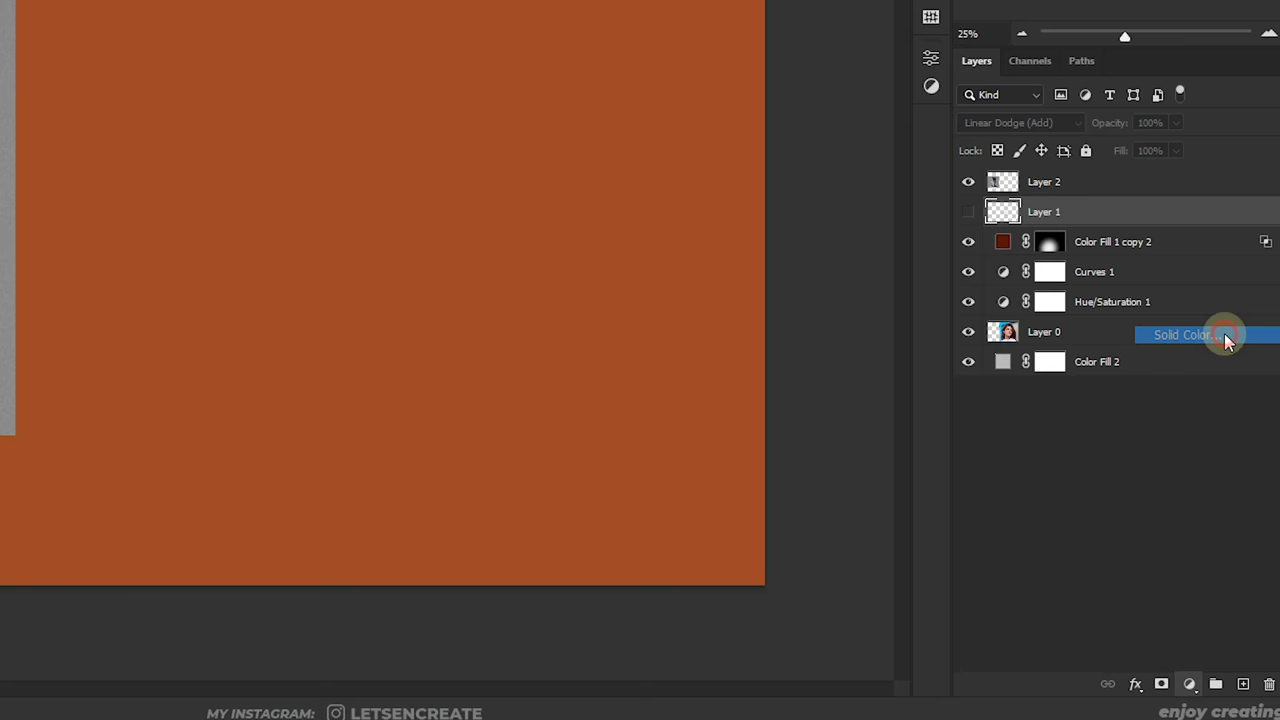 25%
Layers Channels Paths
Kind
Linear Dodge (Add) Opacity: 100%
Lock: Fill: 100%
Layer 2
Layer 1
Color Fill 1 copy 2
Curves 1
Hue/Saturation 1
Layer 0
Solid Color...
Color Fill 2
fx
MY INSTAGRAM: LETSENCREATE
enjoy creating